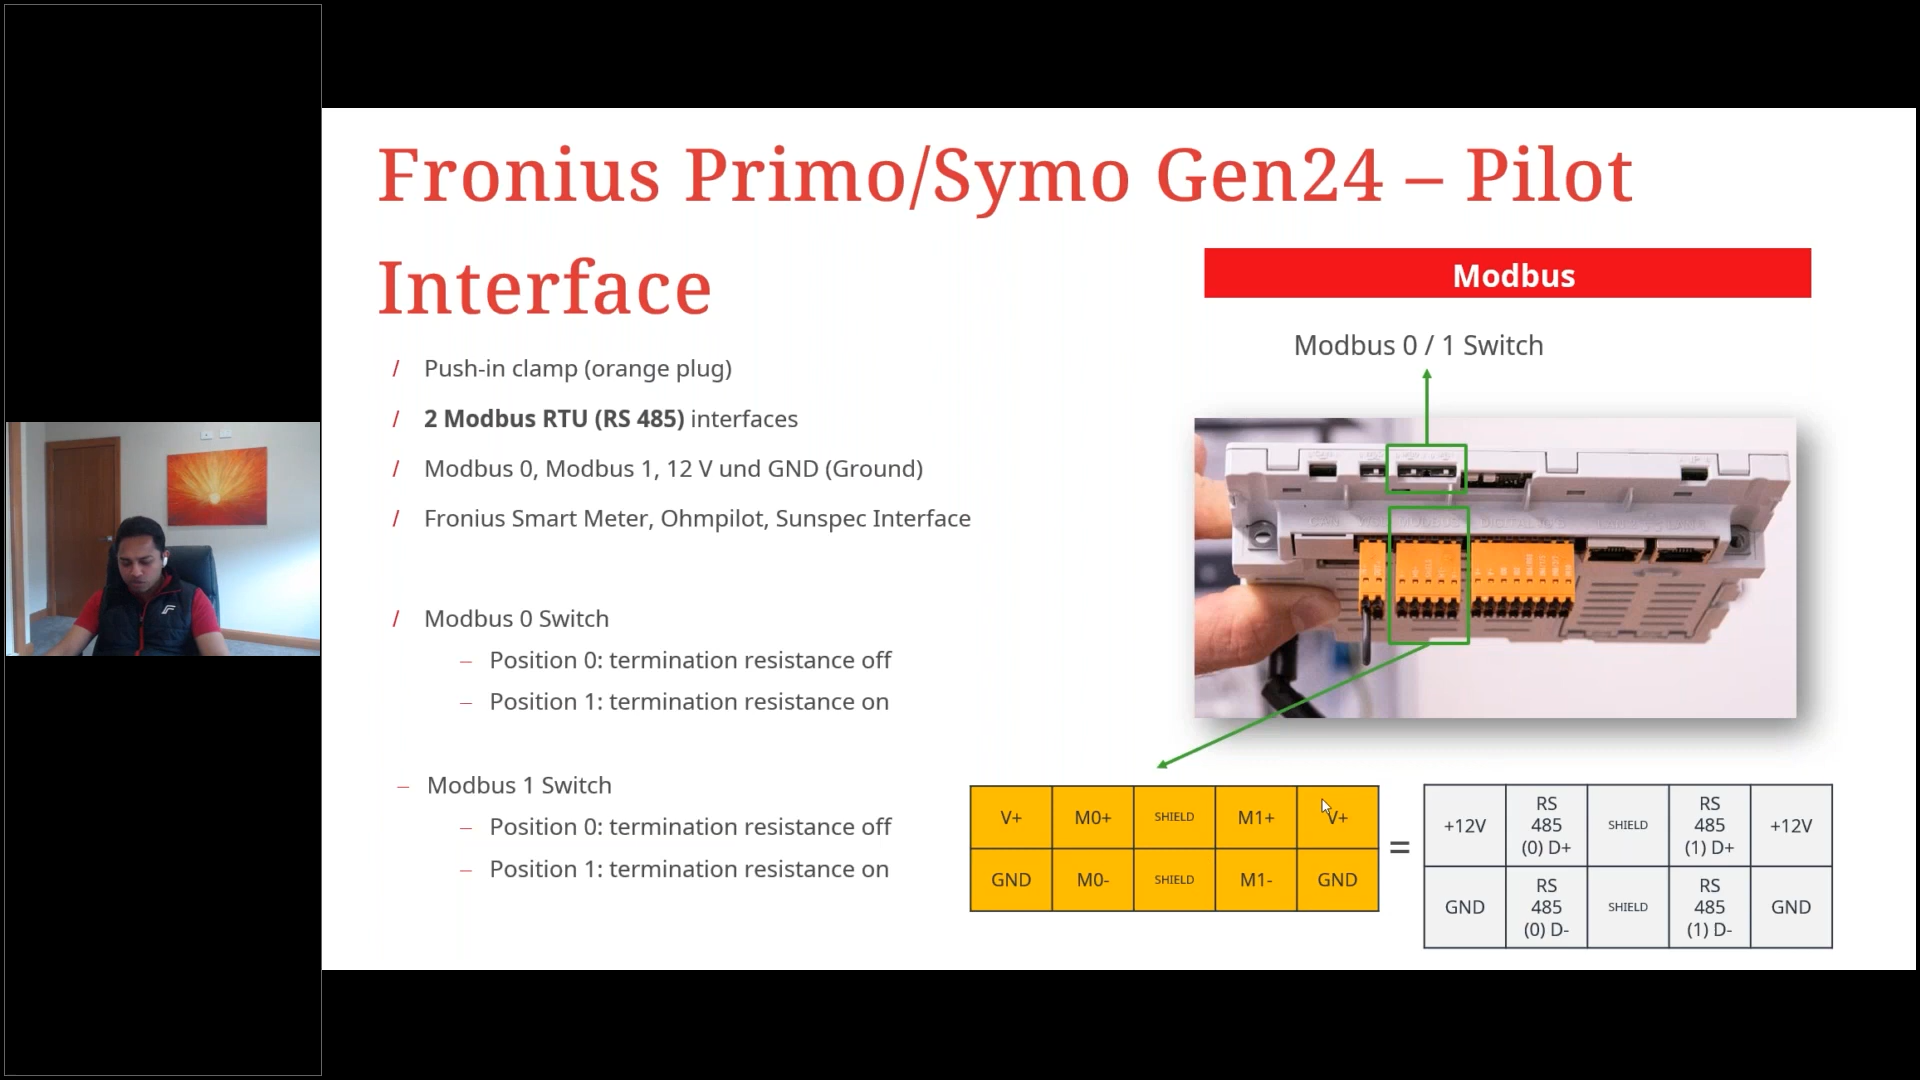 Fronius Primo/Symo Gen24 – Pilot
Interface
Modbus
Modbus 0 / 1 Switch
/ Push-in clamp (orange plug)
/ 2 Modbus RTU (RS 485) interfaces
/ Modbus 0, Modbus 1, 12 V und GND (Ground)
/ Fronius Smart Meter, Ohmpilot, Sunspec Interface
/ Modbus 0 Switch
– Position 0: termination resistance off
– Position 1: termination resistance on
– Modbus 1 Switch
– Position 0: termination resistance off
– Position 1: termination resistance on
MODBUS
V+ M0+ SHIELD M1+ V+
GND M0- SHIELD M1- GND
=
+12V RS 485 (0) D+ SHIELD RS 485 (1) D+ +12V
GND RS 485 (0) D- SHIELD RS 485 (1) D- GND